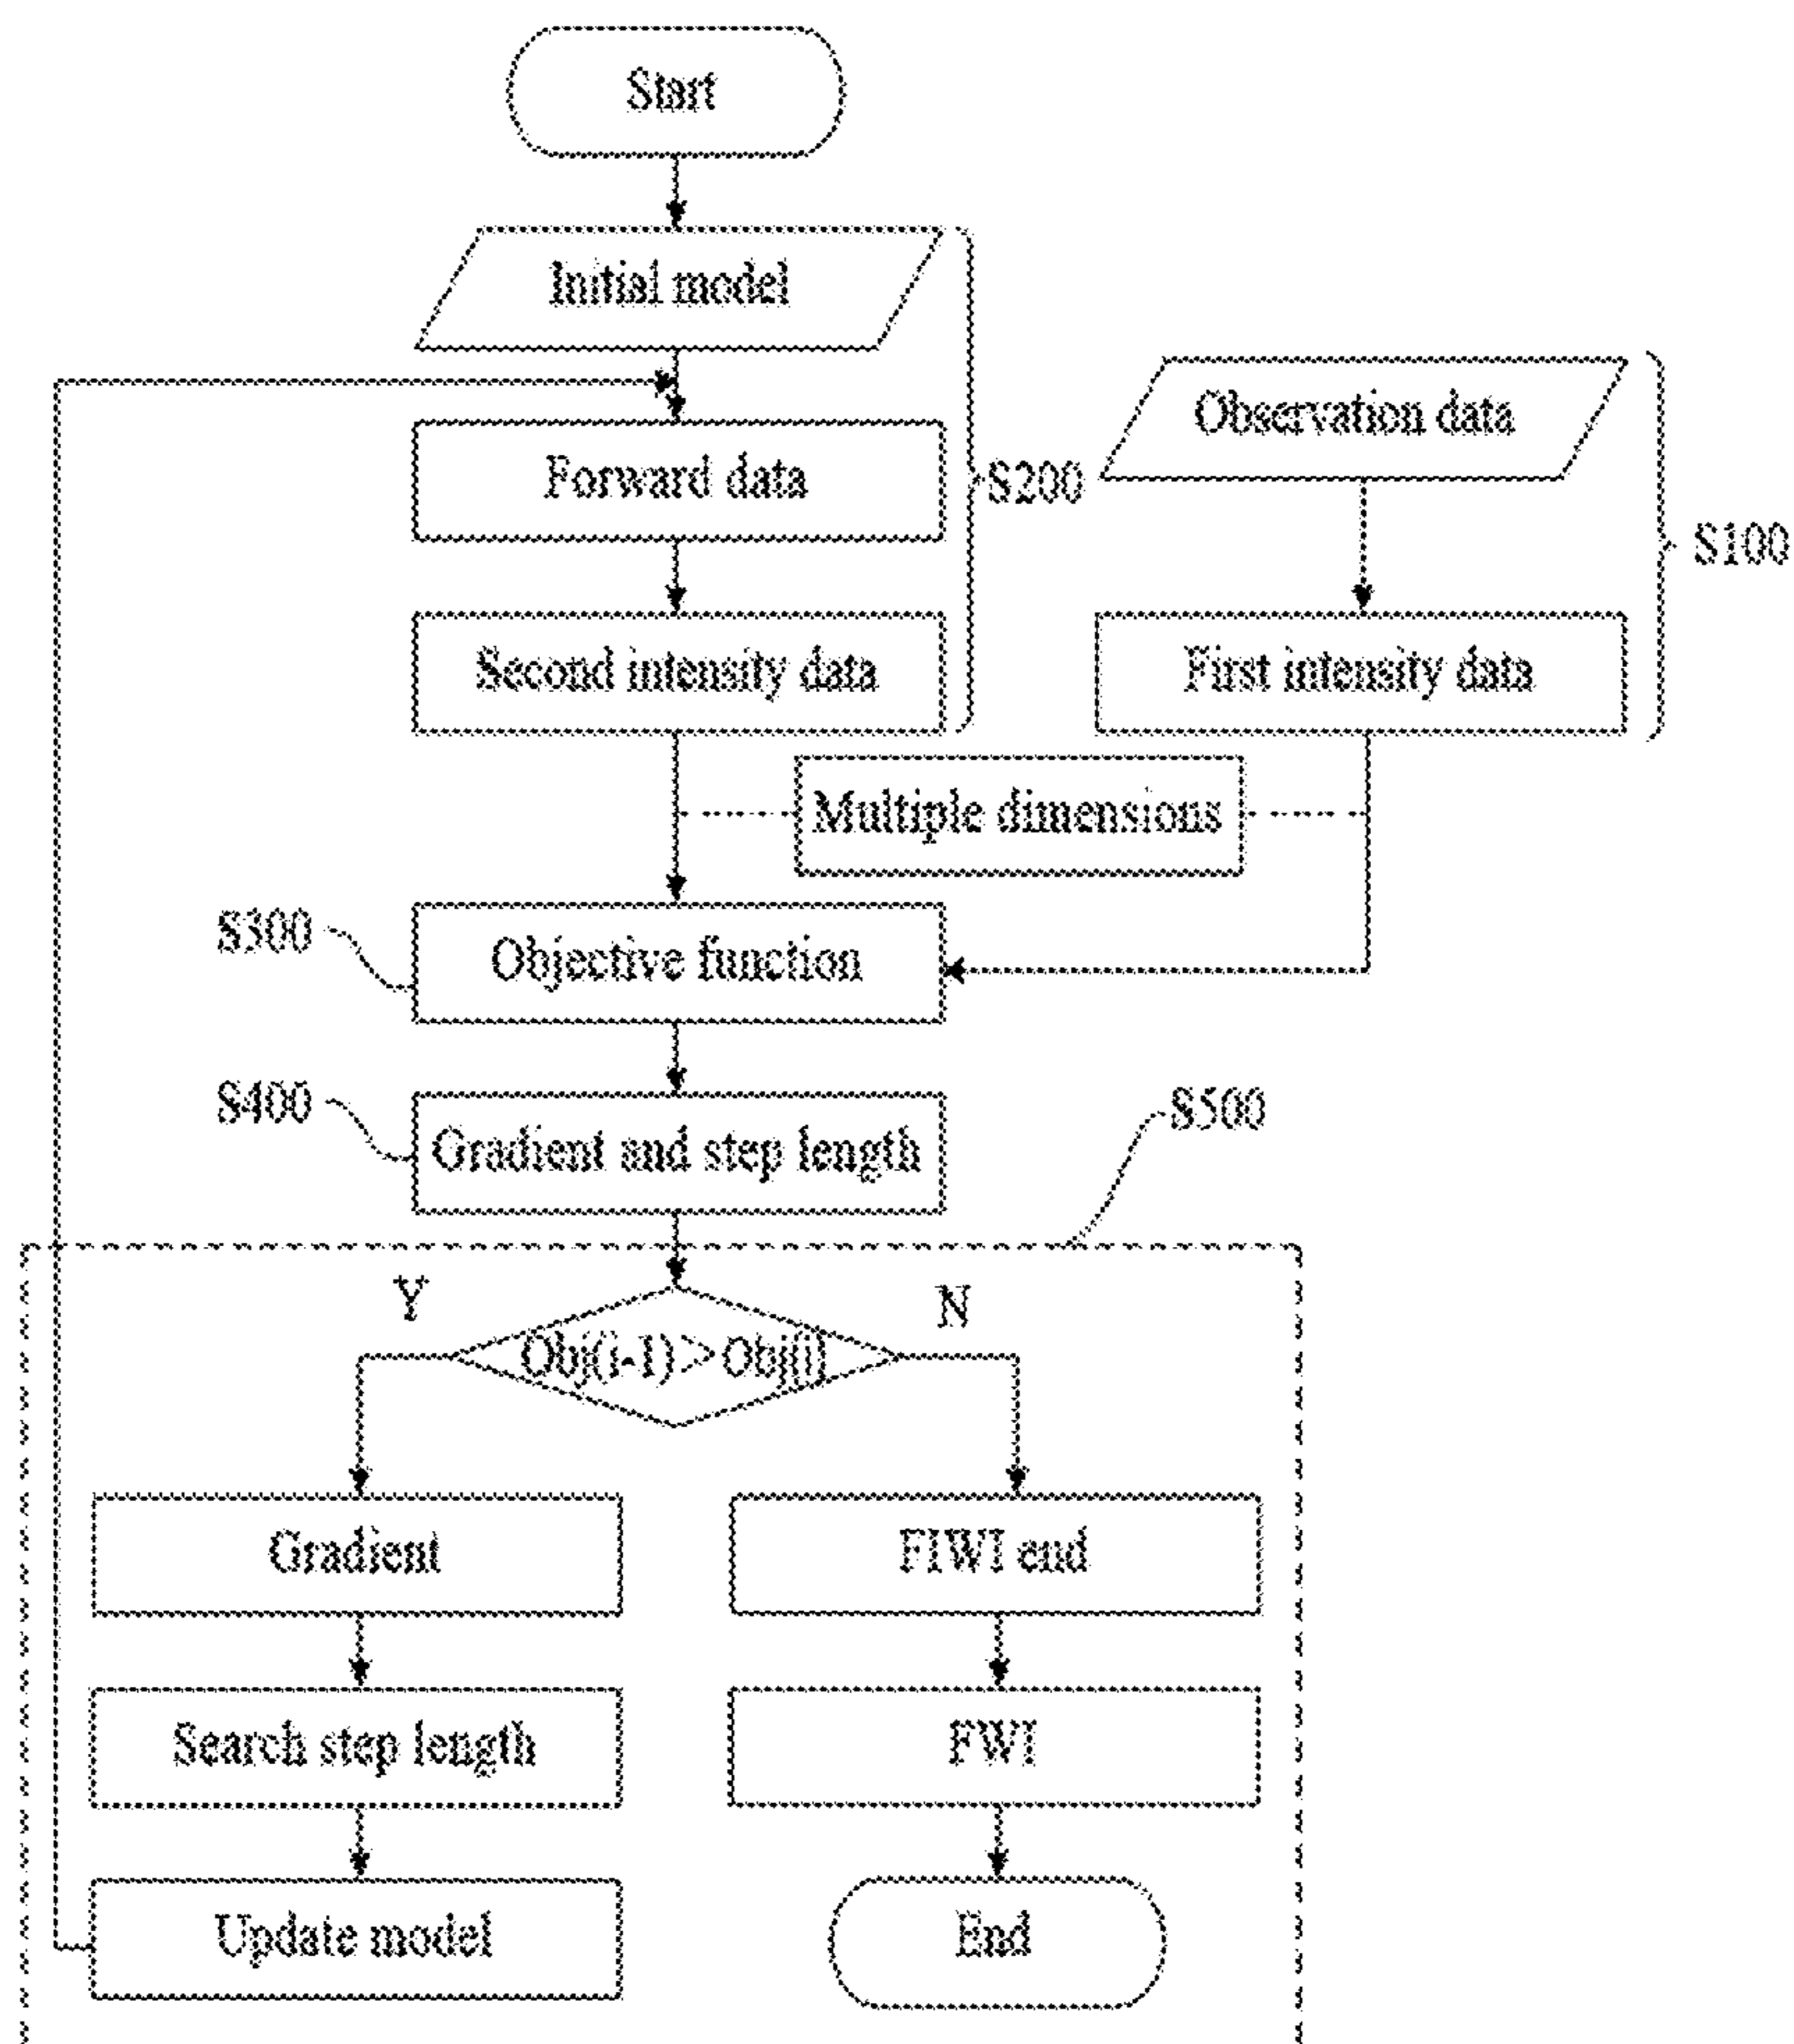 Start
Initial model
Observation data
Forward data
S200
S100
Second intensity data
First intensity data
Multiple dimensions
S300
Objective function
S400
Gradient and step length
S500
Y
N
Obj(i-1)>Obj[i]
Gradient
FIWI end
Search step length
FWI
Update model
End